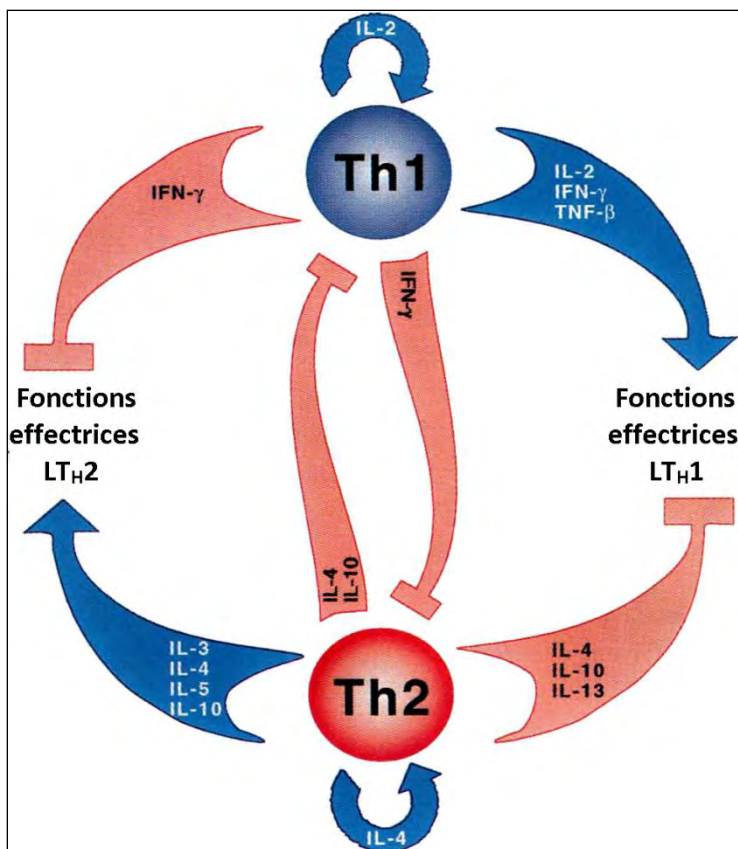 IL-2
Th1
IFN-γ
IL-2
IFN-γ
TNF-β
IFN-γ
Fonctions
effectrices
LTH2
Fonctions
effectrices
LTH1
IL-4
IL-10
IL-3
IL-4
IL-5
IL-10
Th2
IL-4
IL-10
IL-13
IL-4